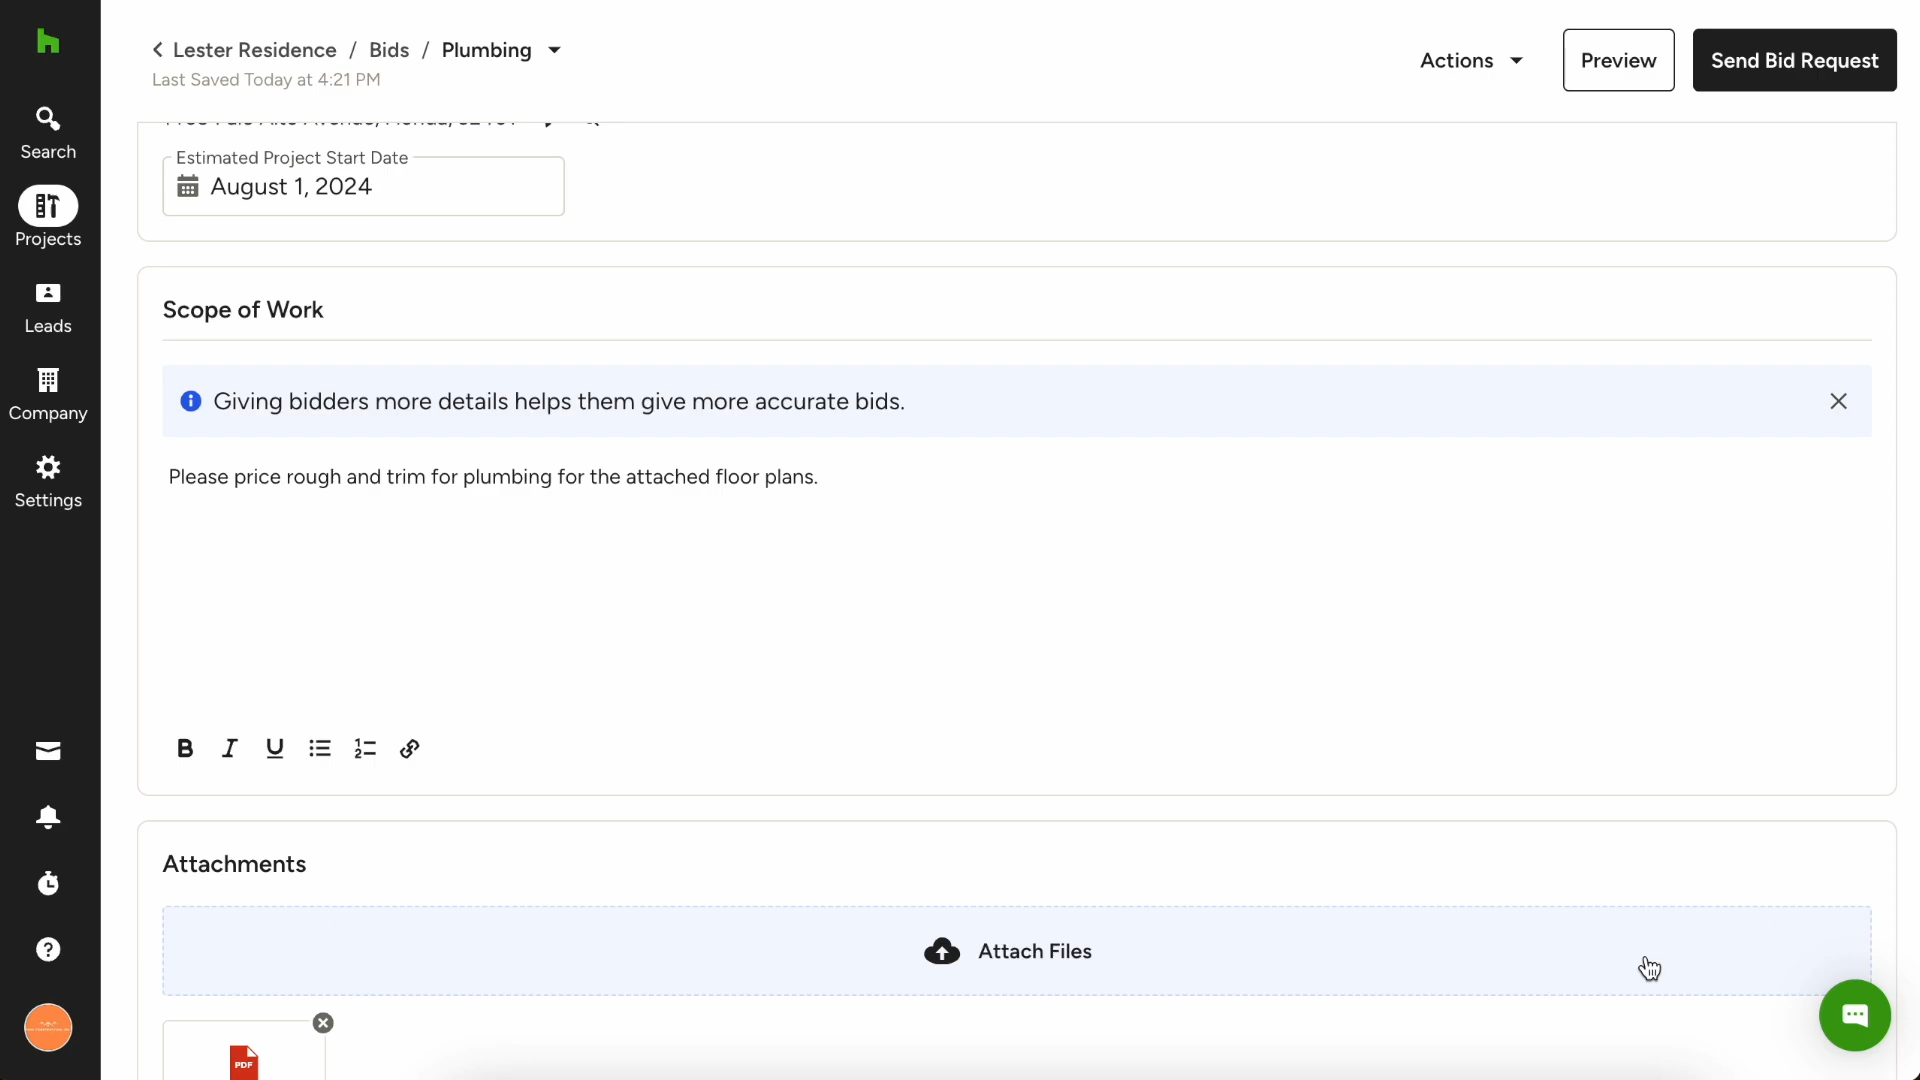 Lester Residence / Bids / Plumbing
Last Saved Today at 4:21 PM
Actions
Preview
Send Bid Request
Search
Projects
Leads
Company
Settings
Estimated Project Start Date
August 1, 2024
Scope of Work
Giving bidders more details helps them give more accurate bids.
Please price rough and trim for plumbing for the attached floor plans.
B I U
Attachments
Attach Files
PDF